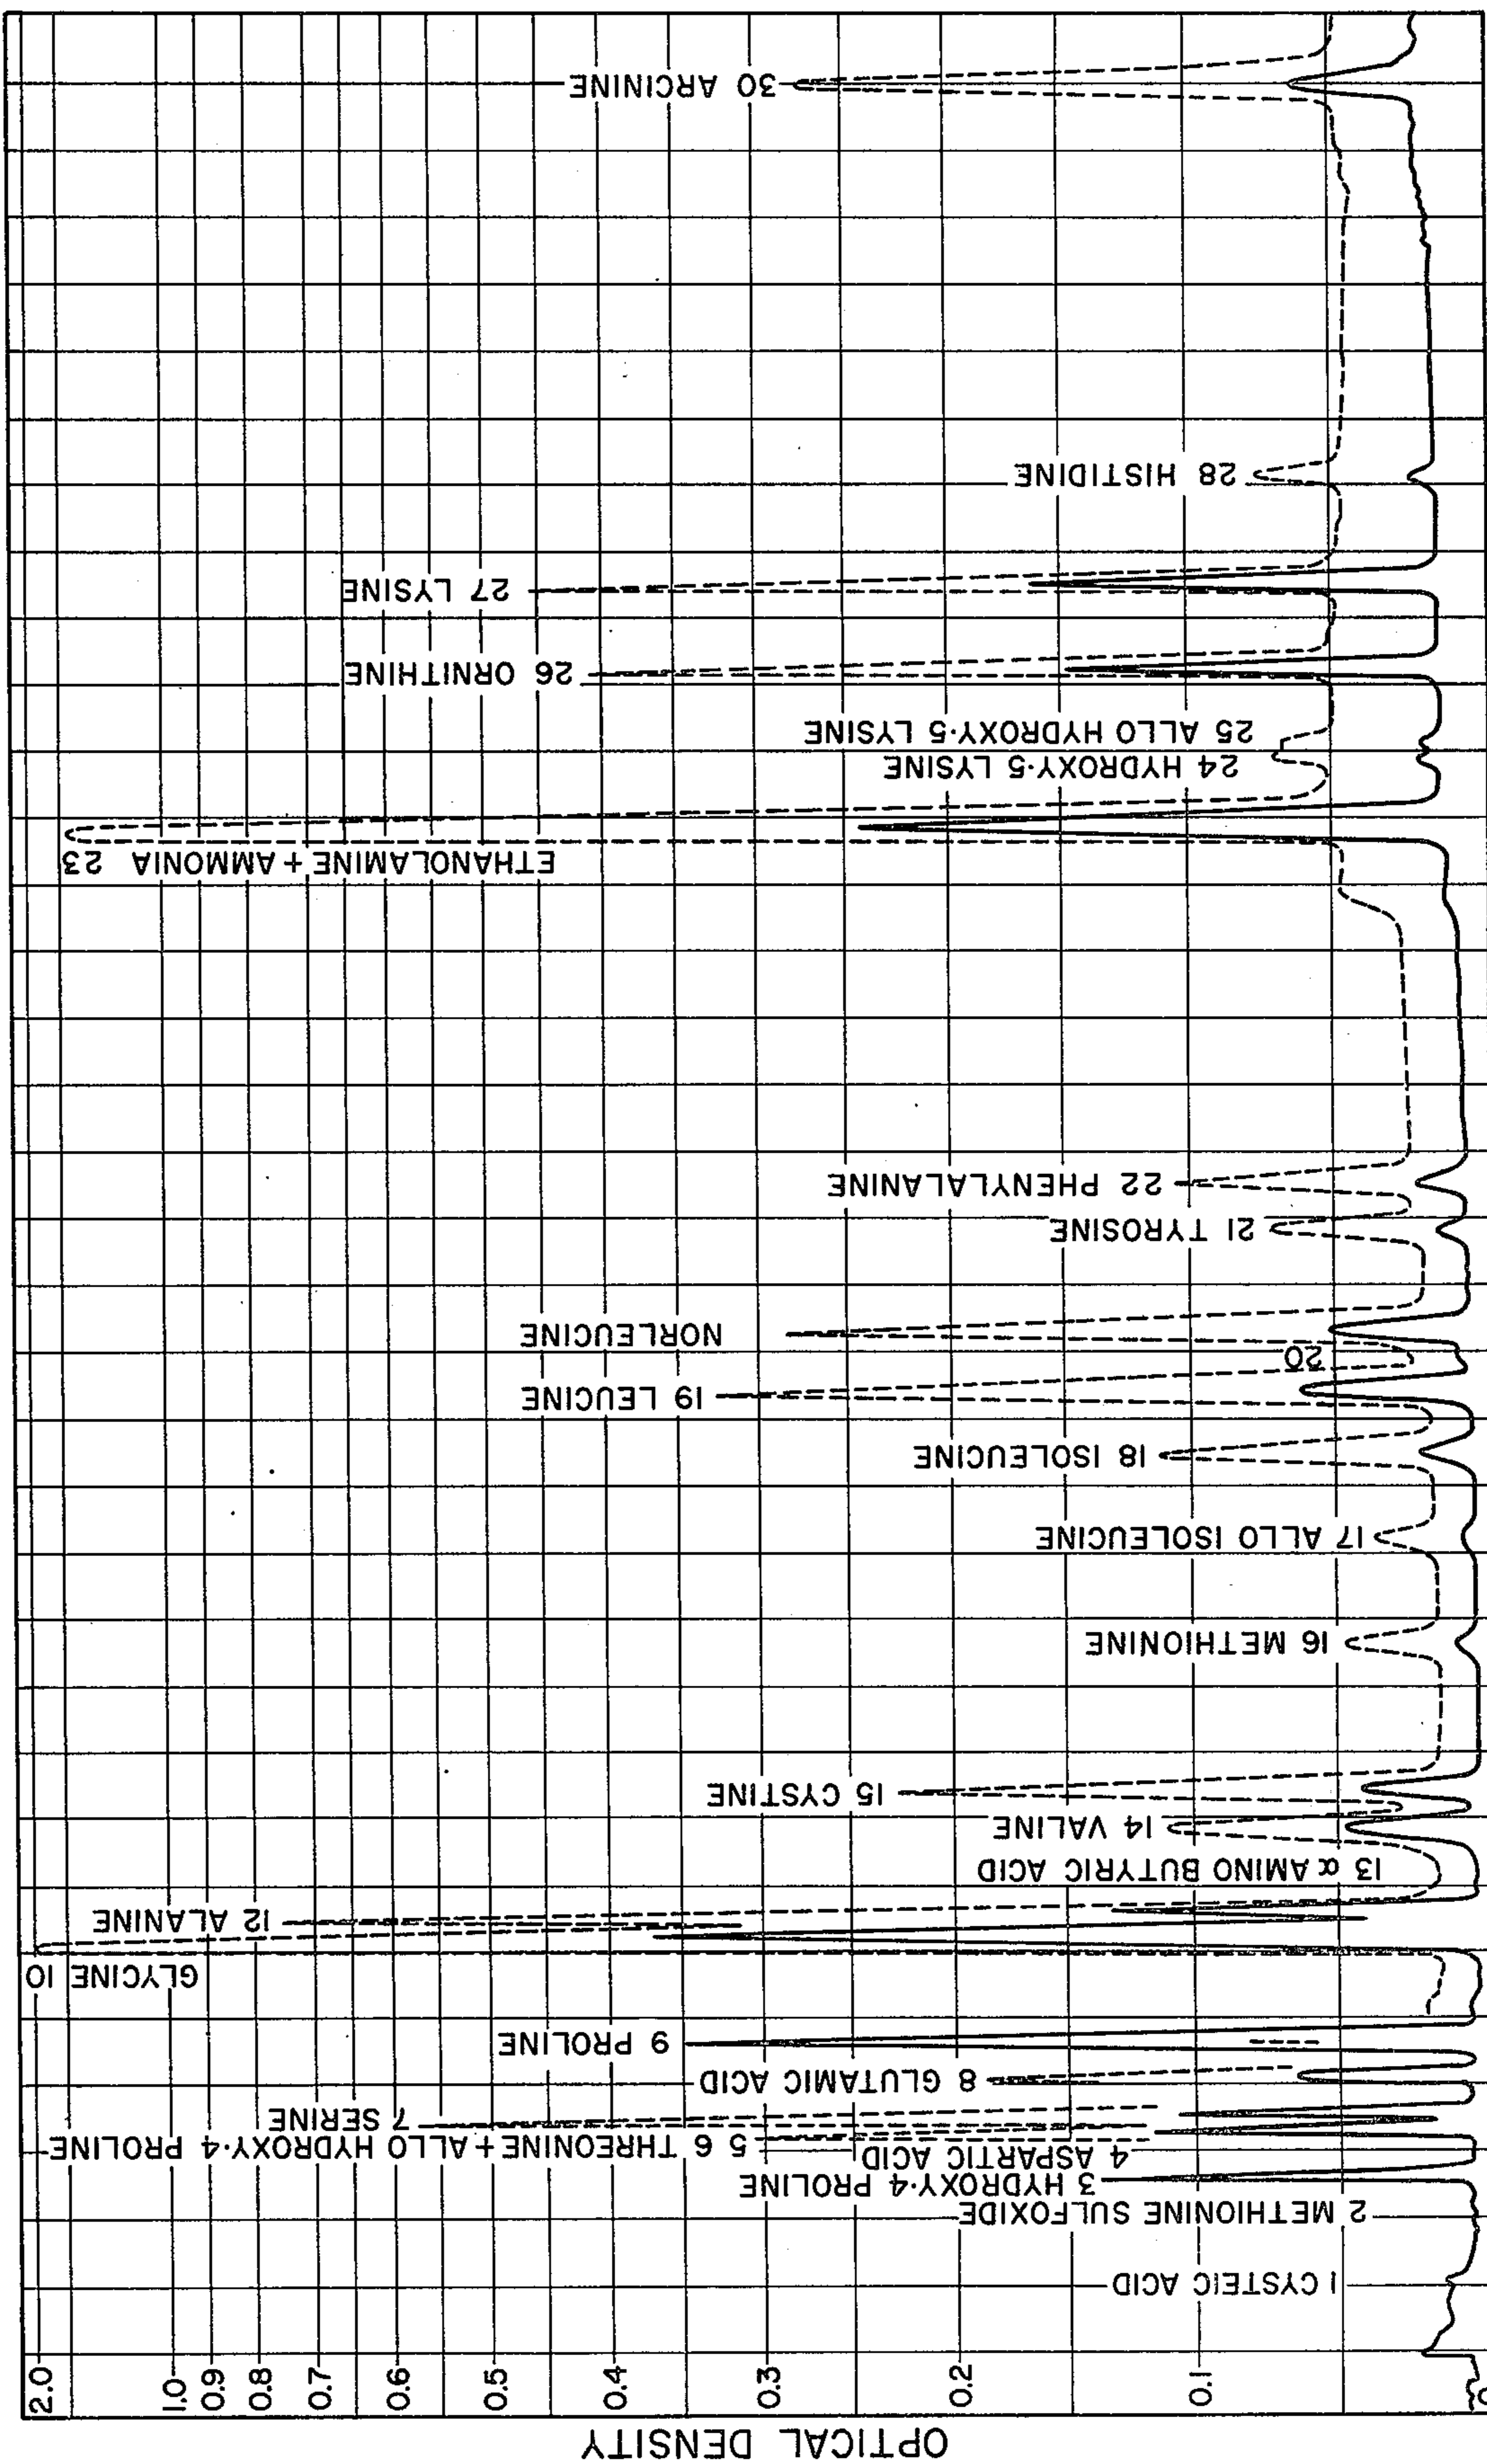 OPTICAL DENSITY
0
0.1
0.2
0.3
0.4
0.5
0.6
0.7
0.8
0.9
1.0
2.0
1 CYSTEIC ACID
2 METHIONINE SULFOXIDE
3 HYDROXY-4 PROLINE
4 ASPARTIC ACID
5 6 THREONINE + ALLO HYDROXY-4 PROLINE
7 SERINE
8 GLUTAMIC ACID
9 PROLINE
GLYCINE 10
12 ALANINE
13 α AMINO BUTYRIC ACID
14 VALINE
15 CYSTINE
16 METHIONINE
17 ALLO ISOLEUCINE
18 ISOLEUCINE
19 LEUCINE
20
NORLEUCINE
21 TYROSINE
22 PHENYLALANINE
ETHANOLAMINE + AMMONIA 23
24 HYDROXY-5 LYSINE
25 ALLO HYDROXY-5 LYSINE
26 ORNITHINE
27 LYSINE
28 HISTIDINE
30 ARCININE